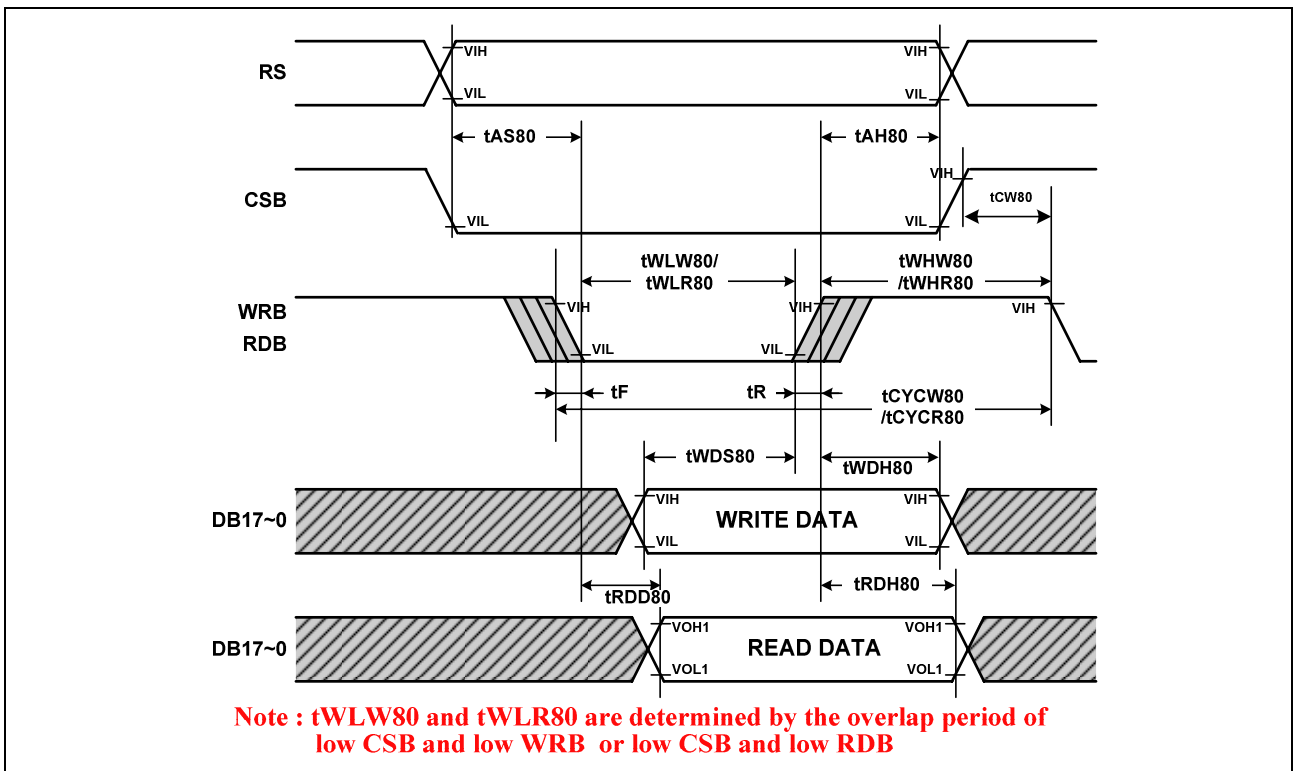 RS
VIH
VIH
VIL
VIL
tAS80
tAH80
CSB
VIH
tCW80
VIL
VIL
tWLW80/
tWLR80
tWHW80
/tWHR80
WRB
RDB
VIH
VIH
VIH
VIL
VIL
tF
tR
tCYCW80
/tCYCR80
tWDS80
tWDH80
DB17~0
VIH
WRITE DATA
VIH
VIL
VIL
tRDD80
tRDH80
DB17~0
VOH1
READ DATA
VOH1
VOL1
VOL1
Note : tWLW80 and tWLR80 are determined by the overlap period of
low CSB and low WRB or low CSB and low RDB